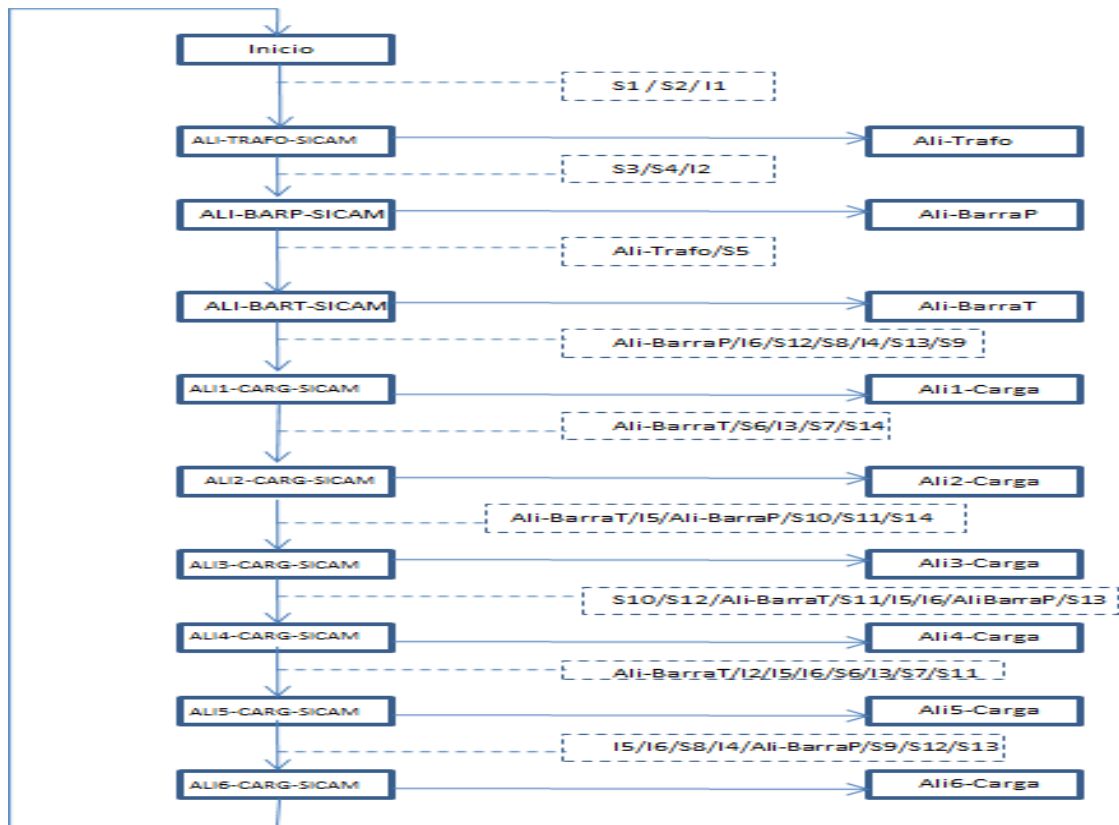 Inicio
S1 / S2/ I1
ALI-TRAFO-SICAM
Ali-Trafo
S3/S4/I2
ALI-BARP-SICAM
Ali-BarraP
Ali-Trafo/S5
ALI-BART-SICAM
Ali-BarraT
Ali-BarraP/I6/S12/S8/I4/S13/S9
ALI1-CARG-SICAM
Ali1-Carga
Ali-BarraT/S6/I3/S7/S14
ALI2-CARG-SICAM
Ali2-Carga
Ali-BarraT/I5/Ali-BarraP/S10/S11/S14
ALI3-CARG-SICAM
Ali3-Carga
S10/S12/Ali-BarraT/S11/I5/I6/AliBarraP/S13
ALI4-CARG-SICAM
Ali4-Carga
Ali-BarraT/I2/I5/I6/S6/I3/S7/S11
ALI5-CARG-SICAM
Ali5-Carga
I5/I6/S8/I4/Ali-BarraP/S9/S12/S13
ALI6-CARG-SICAM
Ali6-Carga